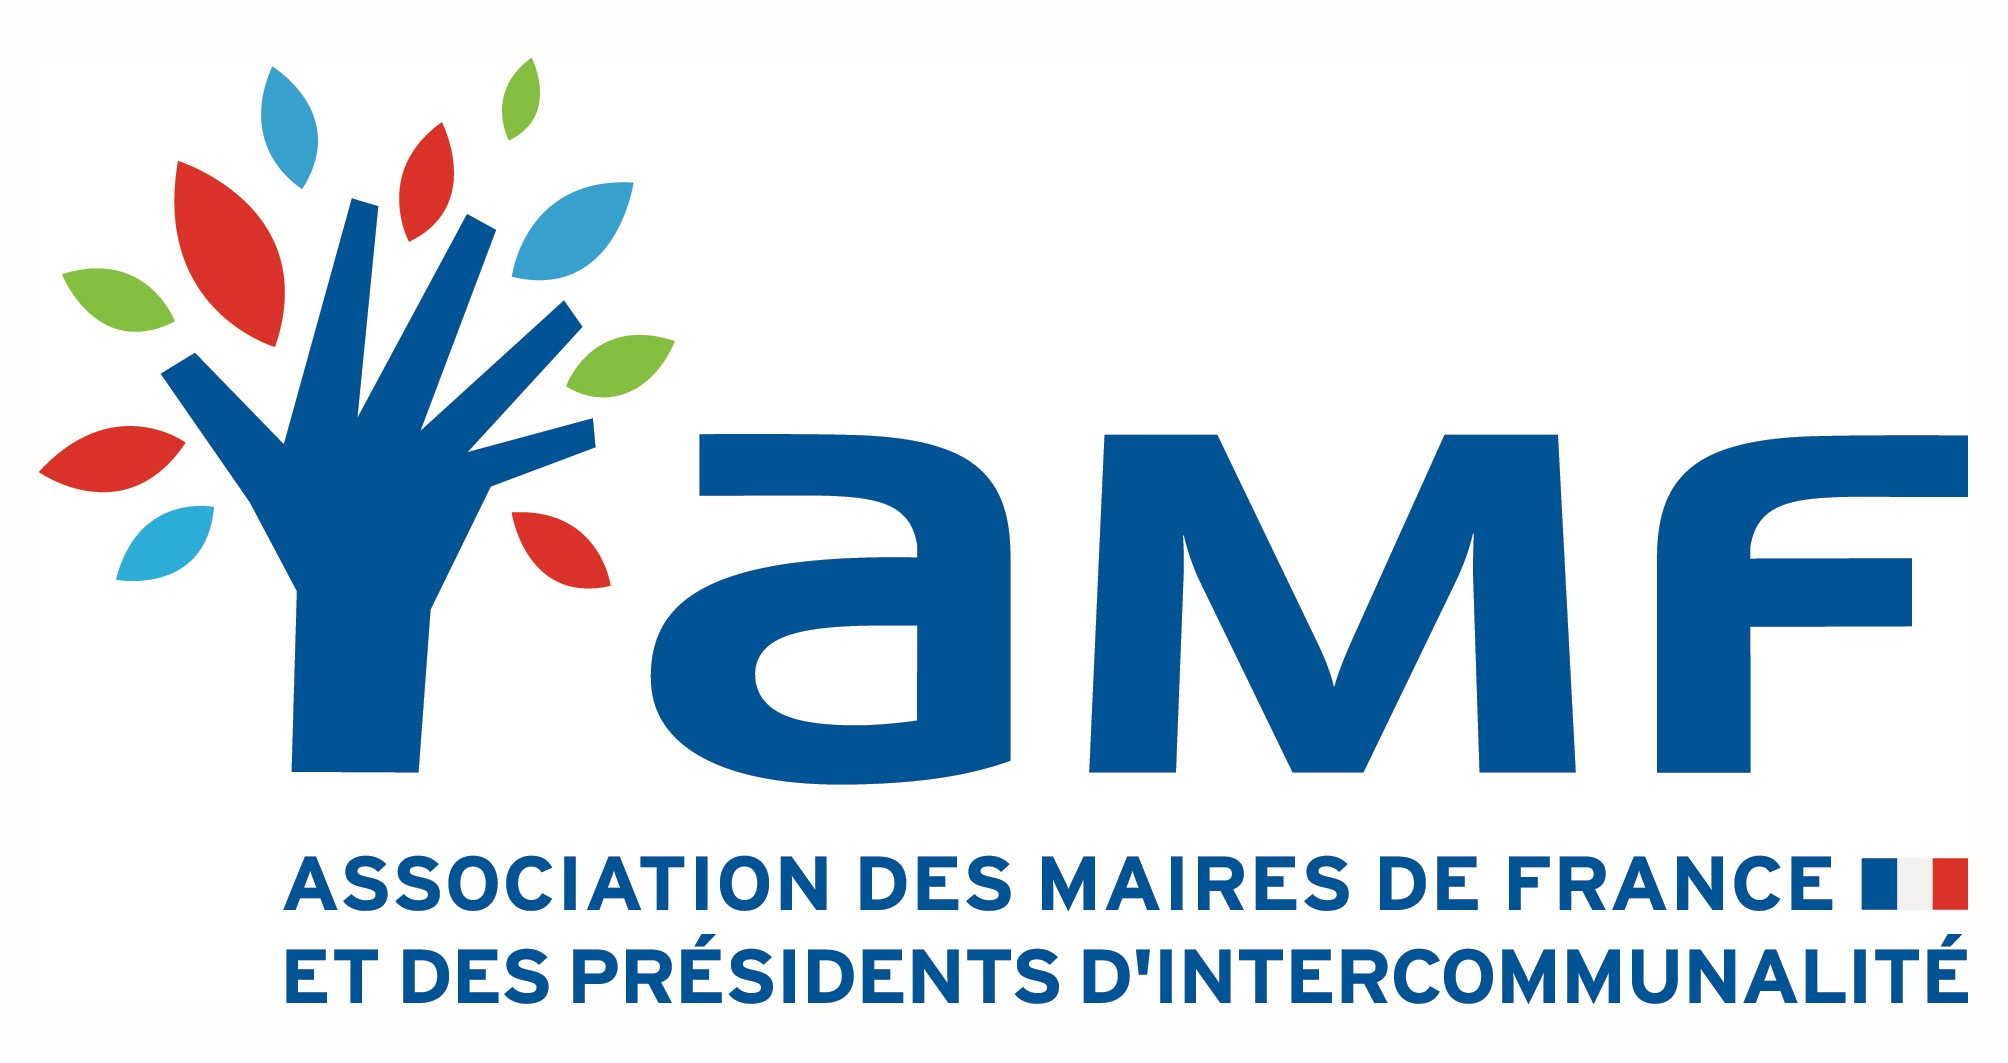 aMF
ASSOCIATION DES MAIRES DE FRANCE
ET DES PRÉSIDENTS D'INTERCOMMUNALITÉ